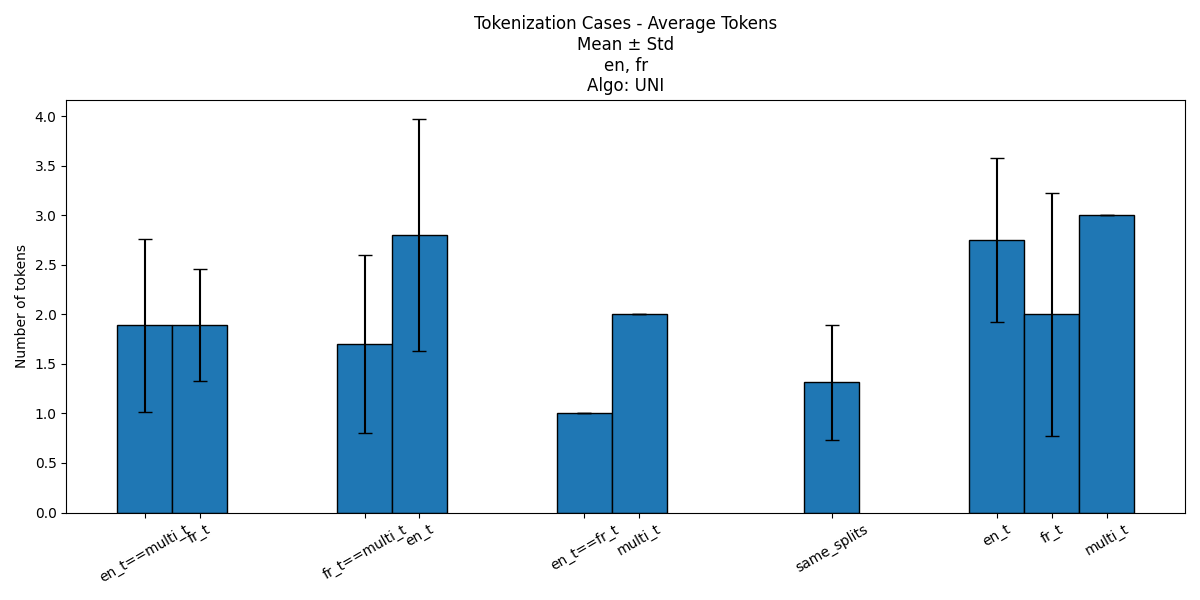 Tokenization Cases - Average Tokens
Mean ± Std
en, fr
Algo: UNI
Number of tokens
4.0
3.5
3.0
2.5
2.0
1.5
1.0
0.5
0.0
en_t==multi_t
fr_t
fr_t==multi_t
en_t
en_t==fr_t
multi_t
same_splits
en_t
fr_t
multi_t